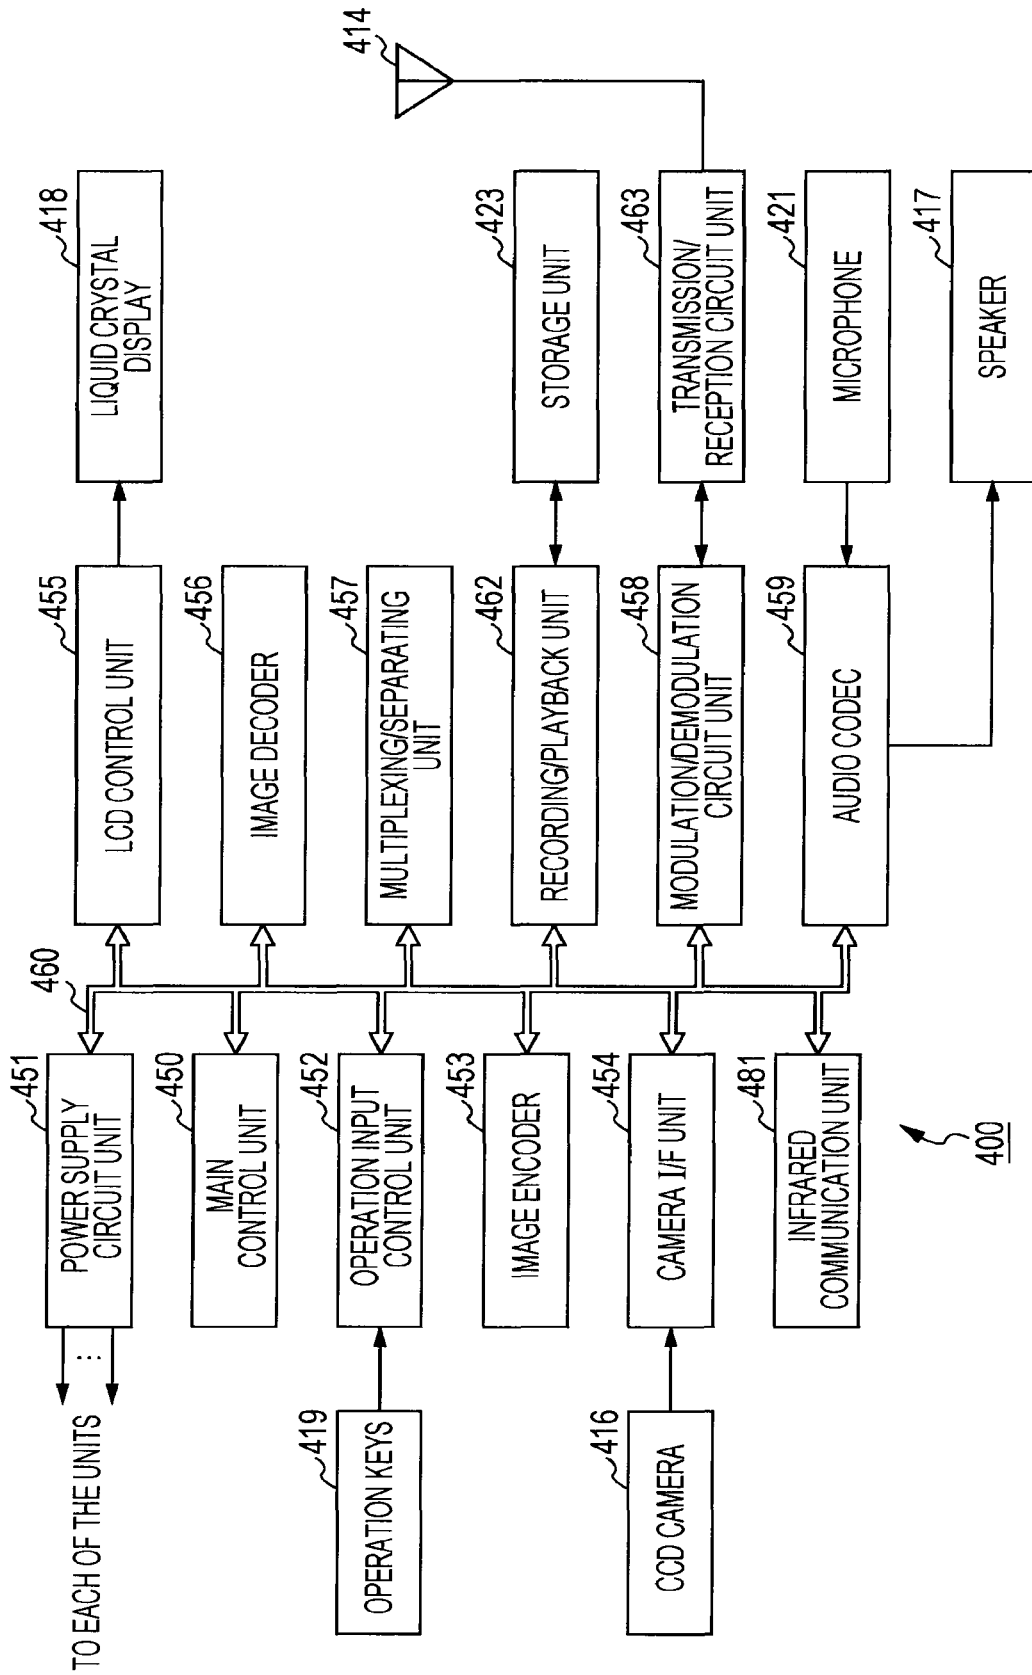 TO EACH OF THE UNITS
451
POWER SUPPLY
CIRCUIT UNIT
460
455
LCD CONTROL UNIT
418
LIQUID CRYSTAL
DISPLAY
450
MAIN
CONTROL UNIT
456
IMAGE DECODER
419
OPERATION KEYS
452
OPERATION INPUT
CONTROL UNIT
457
MULTIPLEXING/SEPARATING
UNIT
414
453
IMAGE ENCODER
462
RECORDING/PLAYBACK UNIT
423
STORAGE UNIT
416
CCD CAMERA
454
CAMERA I/F UNIT
458
MODULATION/DEMODULATION
CIRCUIT UNIT
463
TRANSMISSION/
RECEPTION CIRCUIT UNIT
481
INFRARED
COMMUNICATION UNIT
459
AUDIO CODEC
421
MICROPHONE
417
SPEAKER
400